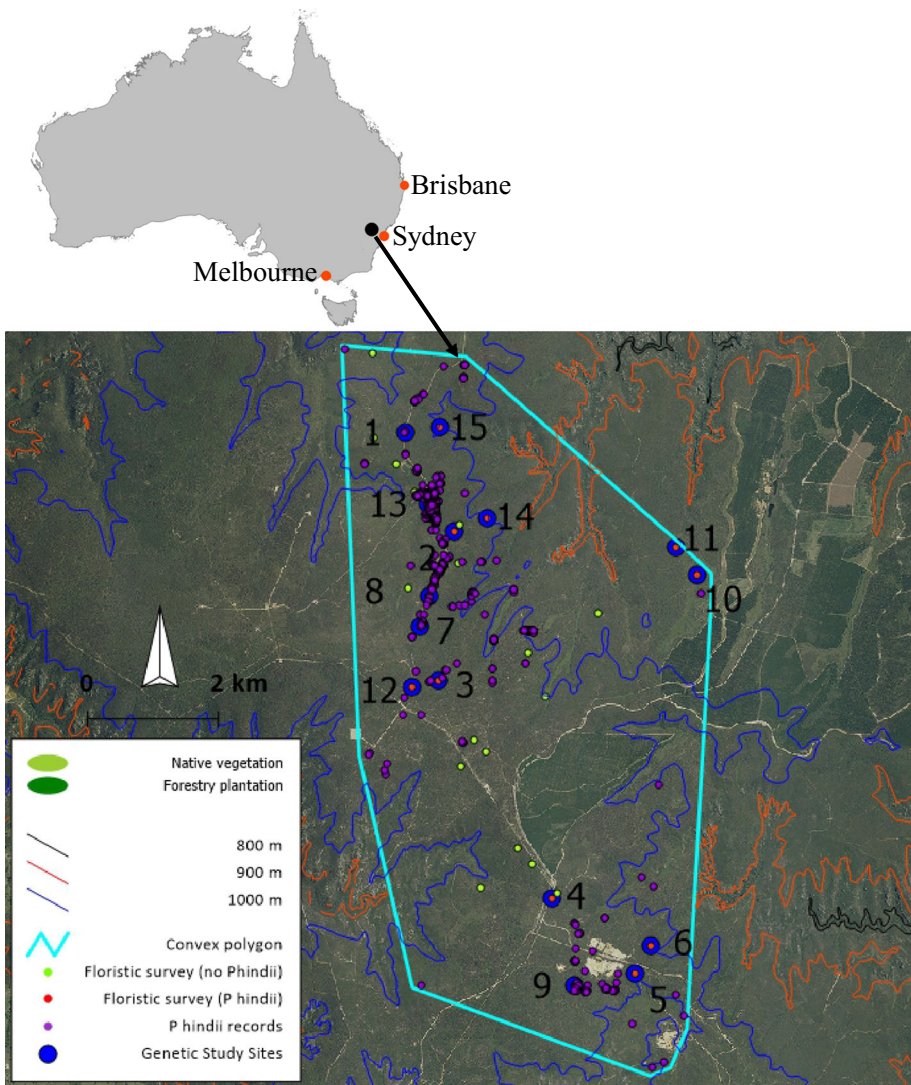 Brisbane
Sydney
Melbourne
1
15
13
14
2
11
8
10
7
12
3
0 2 km
4
6
9
5
Native vegetation
Forestry plantation
800 m
900 m
1000 m
Convex polygon
Floristic survey (no Phindii)
Floristic survey (P hindii)
P hindii records
Genetic Study Sites